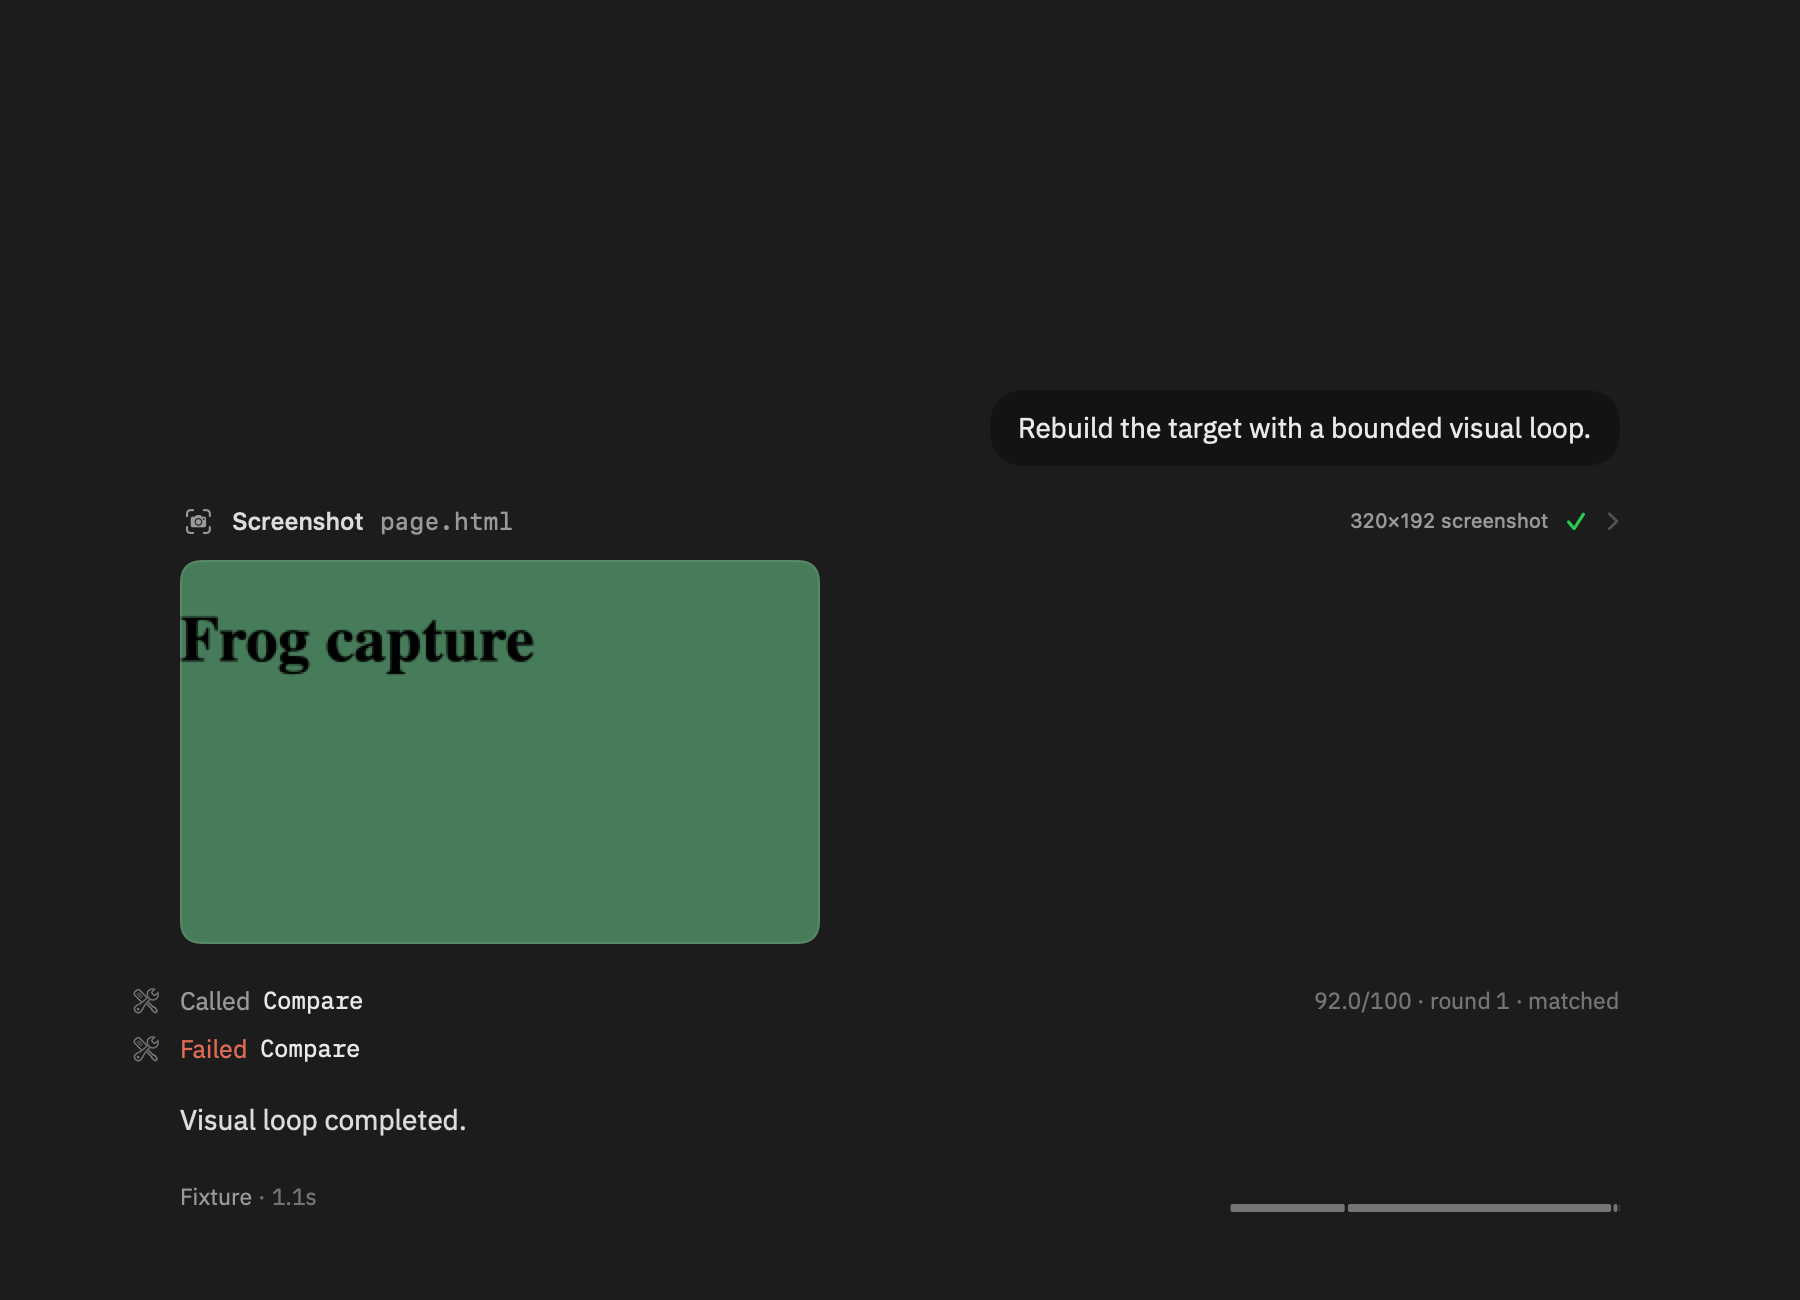 Rebuild the target with a bounded visual loop.
Screenshot page.html 320×192 screenshot
Frog capture
Called Compare 92.0/100 · round 1 · matched
Failed Compare
Visual loop completed.
Fixture · 1.1s